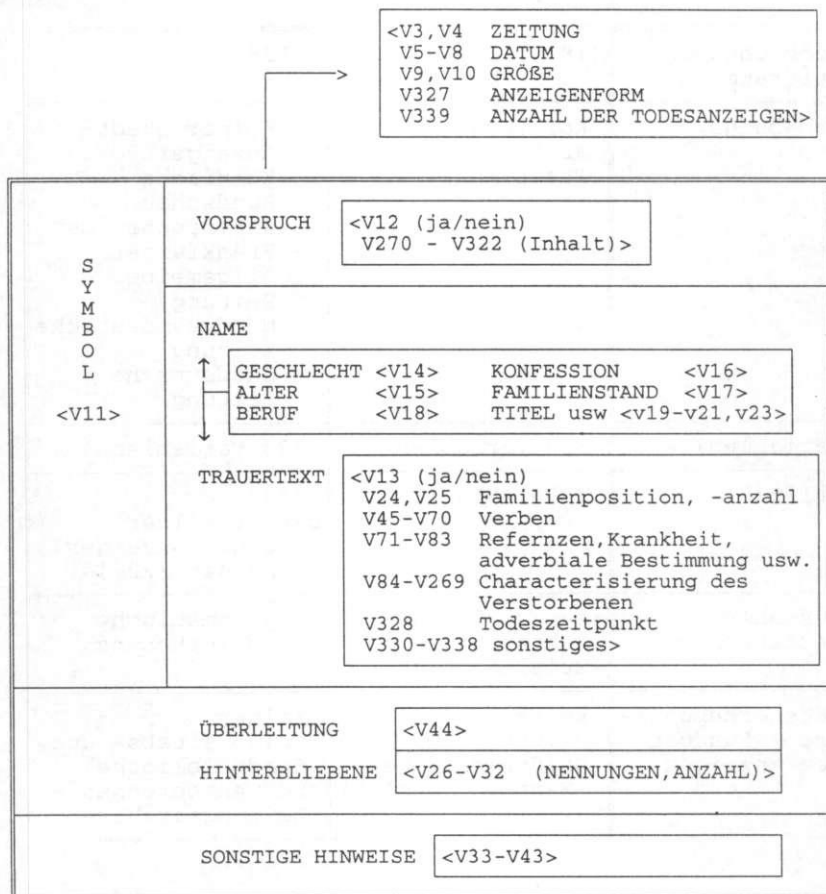 <V3,V4 ZEITUNG
V5-V8 DATUM
V9,V10 GRÖßE
V327 ANZEIGENFORM
V339 ANZAHL DER TODESANZEIGEN>
>
VORSPRUCH <V12 (ja/nein)
V270 - V322 (Inhalt)>
S
Y
M
B
O
L
<V11>
NAME
GESCHLECHT <V14> KONFESSION <V16>
ALTER <V15> FAMILIENSTAND <V17>
BERUF <V18> TITEL usw <v19-v21,v23>
TRAUERTEXT <V13 (ja/nein)
V24,V25 Familienposition, -anzahl
V45-V70 Verben
V71-V83 Refernzen,Krankheit,
adverbiale Bestimmung usw.
V84-V269 Characterisierung des
Verstorbenen
V328 Todeszeitpunkt
V330-V338 sonstiges>
ÜBERLEITUNG <V44>
HINTERBLIEBENE <V26-V32 (NENNUNGEN,ANZAHL)>
SONSTIGE HINWEISE <V33-V43>